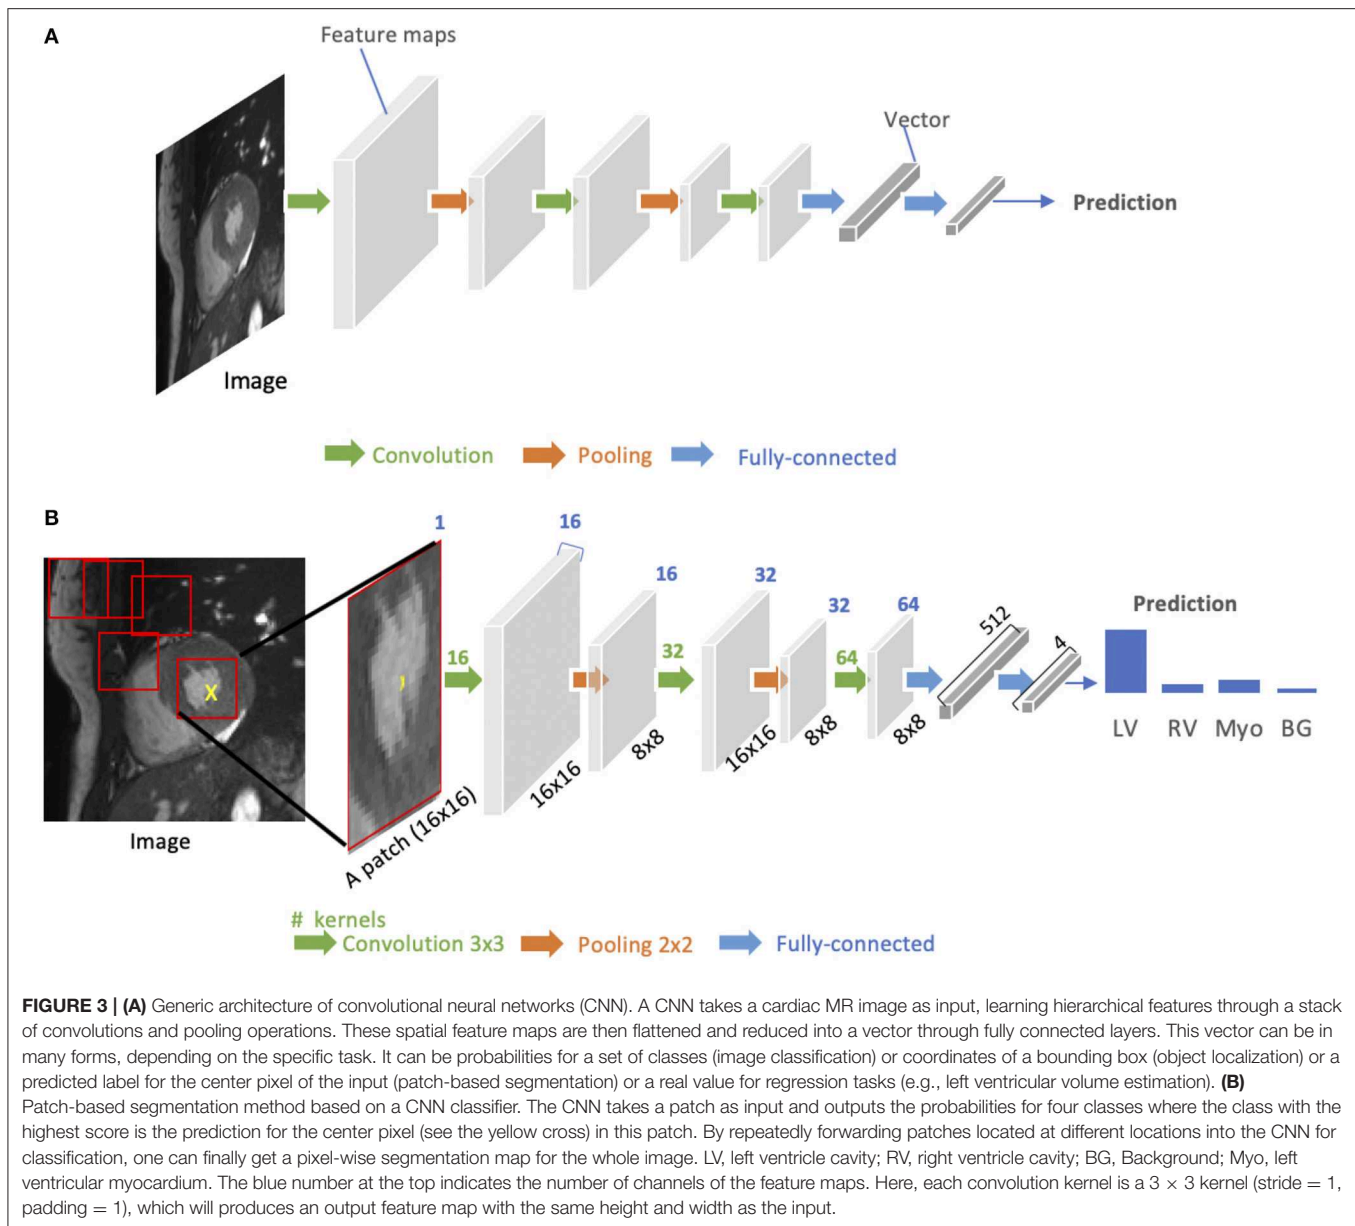 A
Feature maps
Vector
Prediction
Image
Convolution Pooling Fully-connected
B
1 16 16 32 32 64
16 32 64
512 4
Prediction
X
LV RV Myo BG
A patch (16x16)
16x16
8x8
16x16
8x8
8x8
Image
# kernels
Convolution 3x3 Pooling 2x2 Fully-connected
FIGURE 3 | (A) Generic architecture of convolutional neural networks (CNN). A CNN takes a cardiac MR image as input, learning hierarchical features through a stack
of convolutions and pooling operations. These spatial feature maps are then flattened and reduced into a vector through fully connected layers. This vector can be in
many forms, depending on the specific task. It can be probabilities for a set of classes (image classification) or coordinates of a bounding box (object localization) or a
predicted label for the center pixel of the input (patch-based segmentation) or a real value for regression tasks (e.g., left ventricular volume estimation). (B)
Patch-based segmentation method based on a CNN classifier. The CNN takes a patch as input and outputs the probabilities for four classes where the class with the
highest score is the prediction for the center pixel (see the yellow cross) in this patch. By repeatedly forwarding patches located at different locations into the CNN for
classification, one can finally get a pixel-wise segmentation map for the whole image. LV, left ventricle cavity; RV, right ventricle cavity; BG, Background; Myo, left
ventricular myocardium. The blue number at the top indicates the number of channels of the feature maps. Here, each convolution kernel is a 3 × 3 kernel (stride = 1,
padding = 1), which will produces an output feature map with the same height and width as the input.